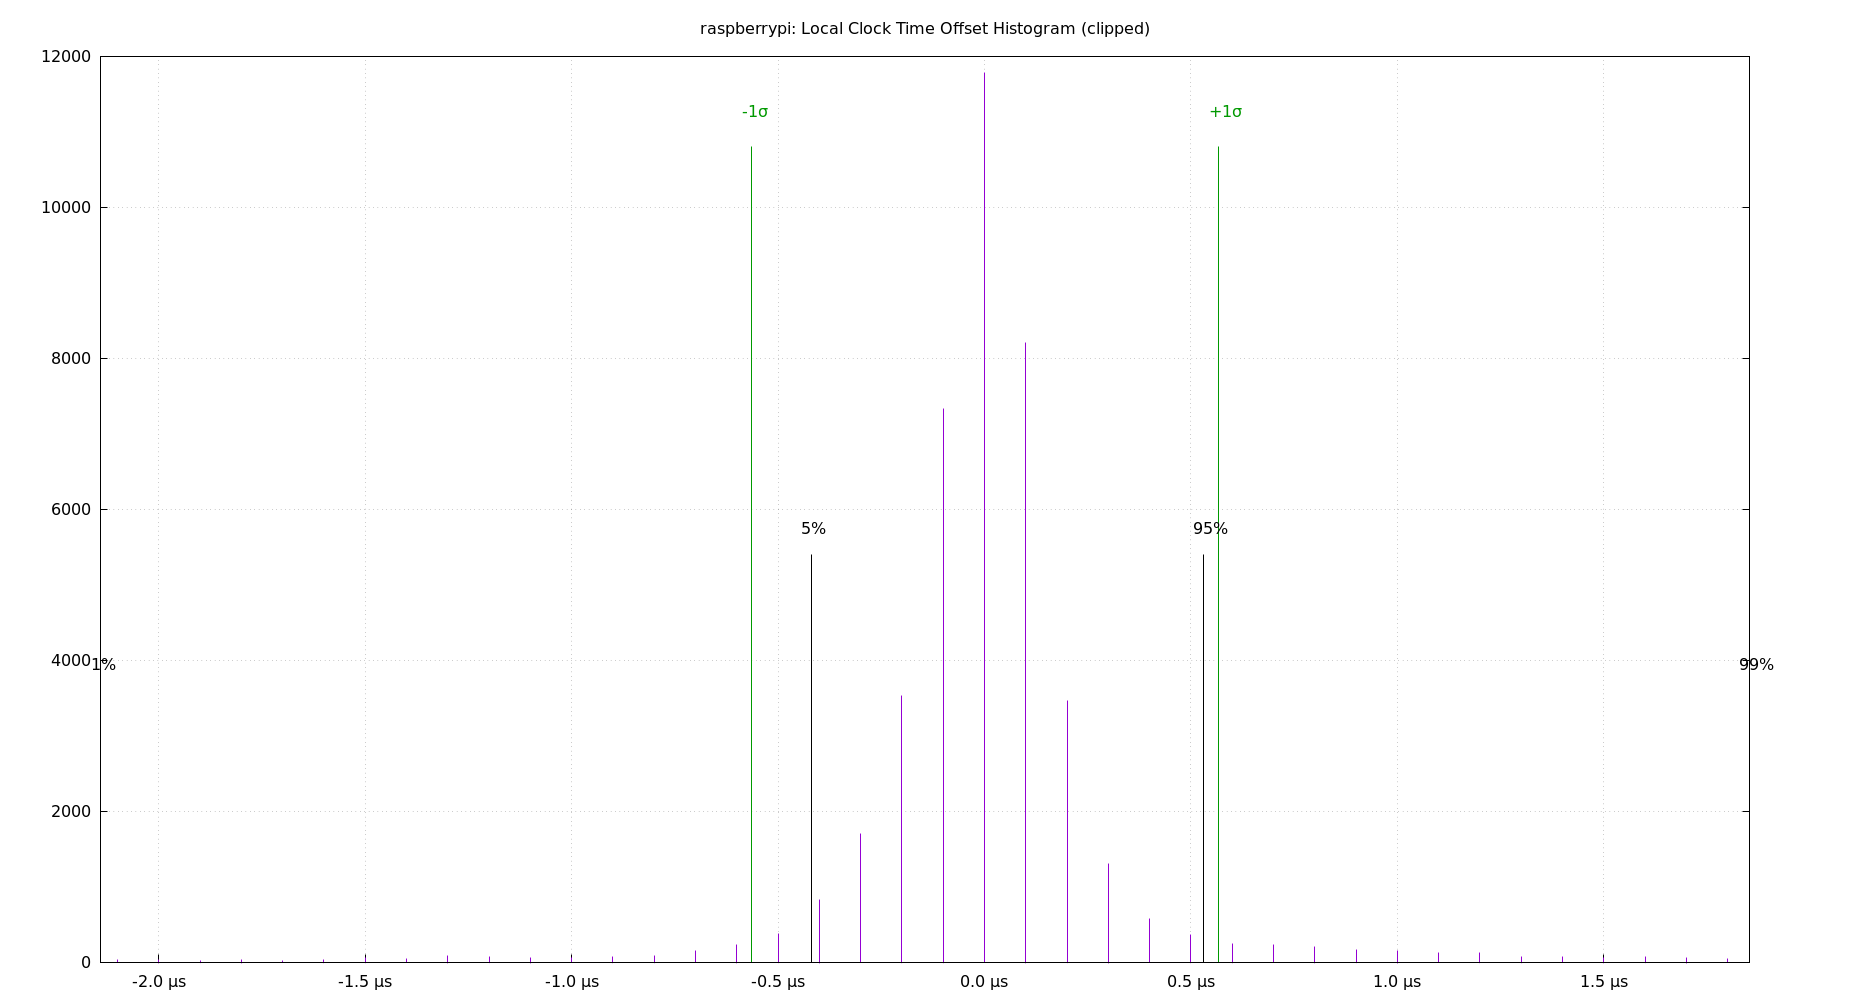 raspberrypi: Local Clock Time Offset Histogram (clipped)
12000
-1σ +1σ
10000
8000
6000
5% 95%
4000 1% 99%
2000
0
-2.0 µs -1.5 µs -1.0 µs -0.5 µs 0.0 µs 0.5 µs 1.0 µs 1.5 µs